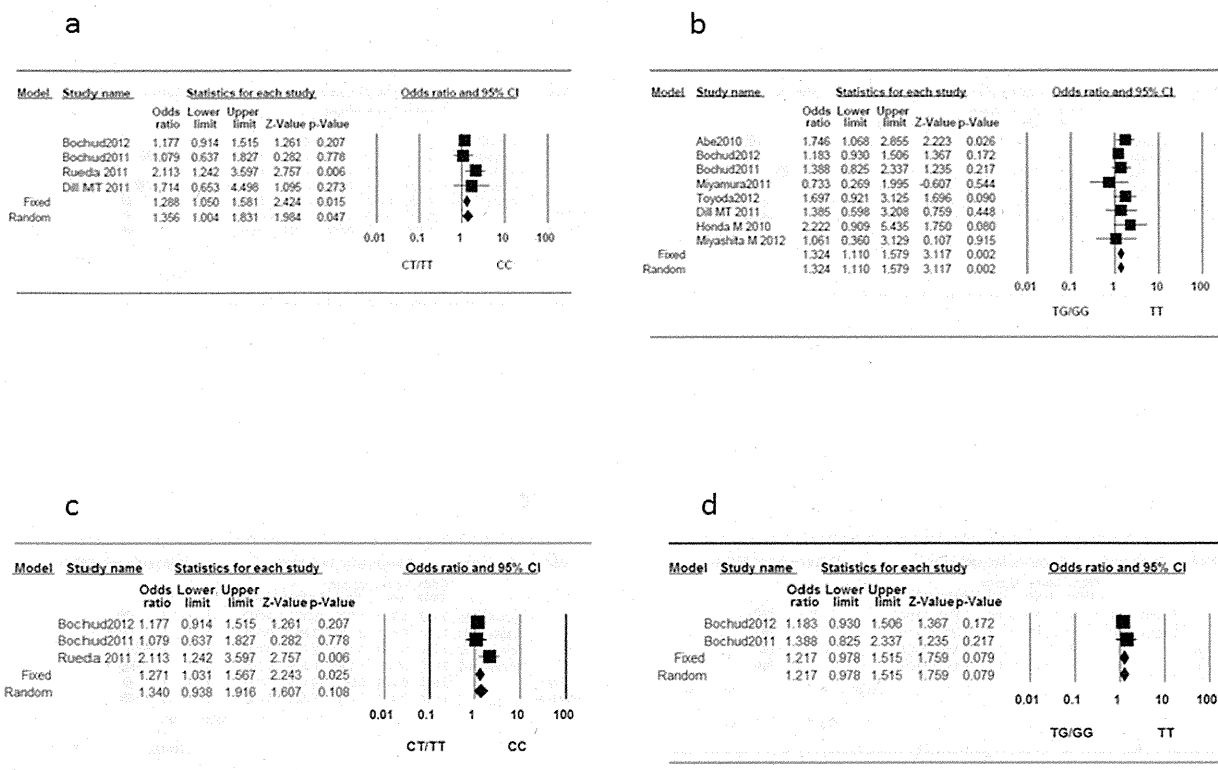 a
Model Study name Statistics for each study Odds ratio and 95% CI
Odds ratio Lower limit Upper limit Z-Value p-Value
Bochud2012 1.177 0.914 1.515 1.261 0.207
Bochud2011 1.079 0.637 1.827 0.282 0.778
Rueda 2011 2.113 1.242 3.597 2.757 0.006
Dill MT 2011 1.714 0.653 4.498 1.095 0.273
Fixed 1.288 1.050 1.581 2.424 0.015
Random 1.356 1.004 1.831 1.984 0.047
0.01 0.1 1 10 100
CT/TT CC
b
Model Study name Statistics for each study Odds ratio and 95% CI
Odds ratio Lower limit Upper limit Z-Value p-Value
Abe2010 1.746 1.068 2.855 2.223 0.026
Bochud2012 1.183 0.930 1.506 1.367 0.172
Bochud2011 1.388 0.825 2.337 1.235 0.217
Miyamura2011 0.733 0.269 1.995 -0.607 0.544
Toyoda2012 1.697 0.921 3.125 1.696 0.090
Dill MT 2011 1.385 0.598 3.208 0.759 0.448
Honda M 2010 2.222 0.909 5.435 1.750 0.080
Miyashita M 2012 1.061 0.360 3.129 0.107 0.915
Fixed 1.324 1.110 1.579 3.117 0.002
Random 1.324 1.110 1.579 3.117 0.002
0.01 0.1 1 10 100
TG/GG TT
c
Model Study name Statistics for each study Odds ratio and 95% CI
Odds ratio Lower limit Upper limit Z-Value p-Value
Bochud2012 1.177 0.914 1.515 1.261 0.207
Bochud2011 1.079 0.637 1.827 0.282 0.778
Rueda 2011 2.113 1.242 3.597 2.757 0.006
Fixed 1.271 1.031 1.567 2.243 0.025
Random 1.340 0.938 1.916 1.607 0.108
0.01 0.1 1 10 100
CT/TT CC
d
Model Study name Statistics for each study Odds ratio and 95% CI
Odds ratio Lower limit Upper limit Z-Value p-Value
Bochud2012 1.183 0.930 1.506 1.367 0.172
Bochud2011 1.388 0.825 2.337 1.235 0.217
Fixed 1.217 0.978 1.515 1.759 0.079
Random 1.217 0.978 1.515 1.759 0.079
0.01 0.1 1 10 100
TG/GG TT